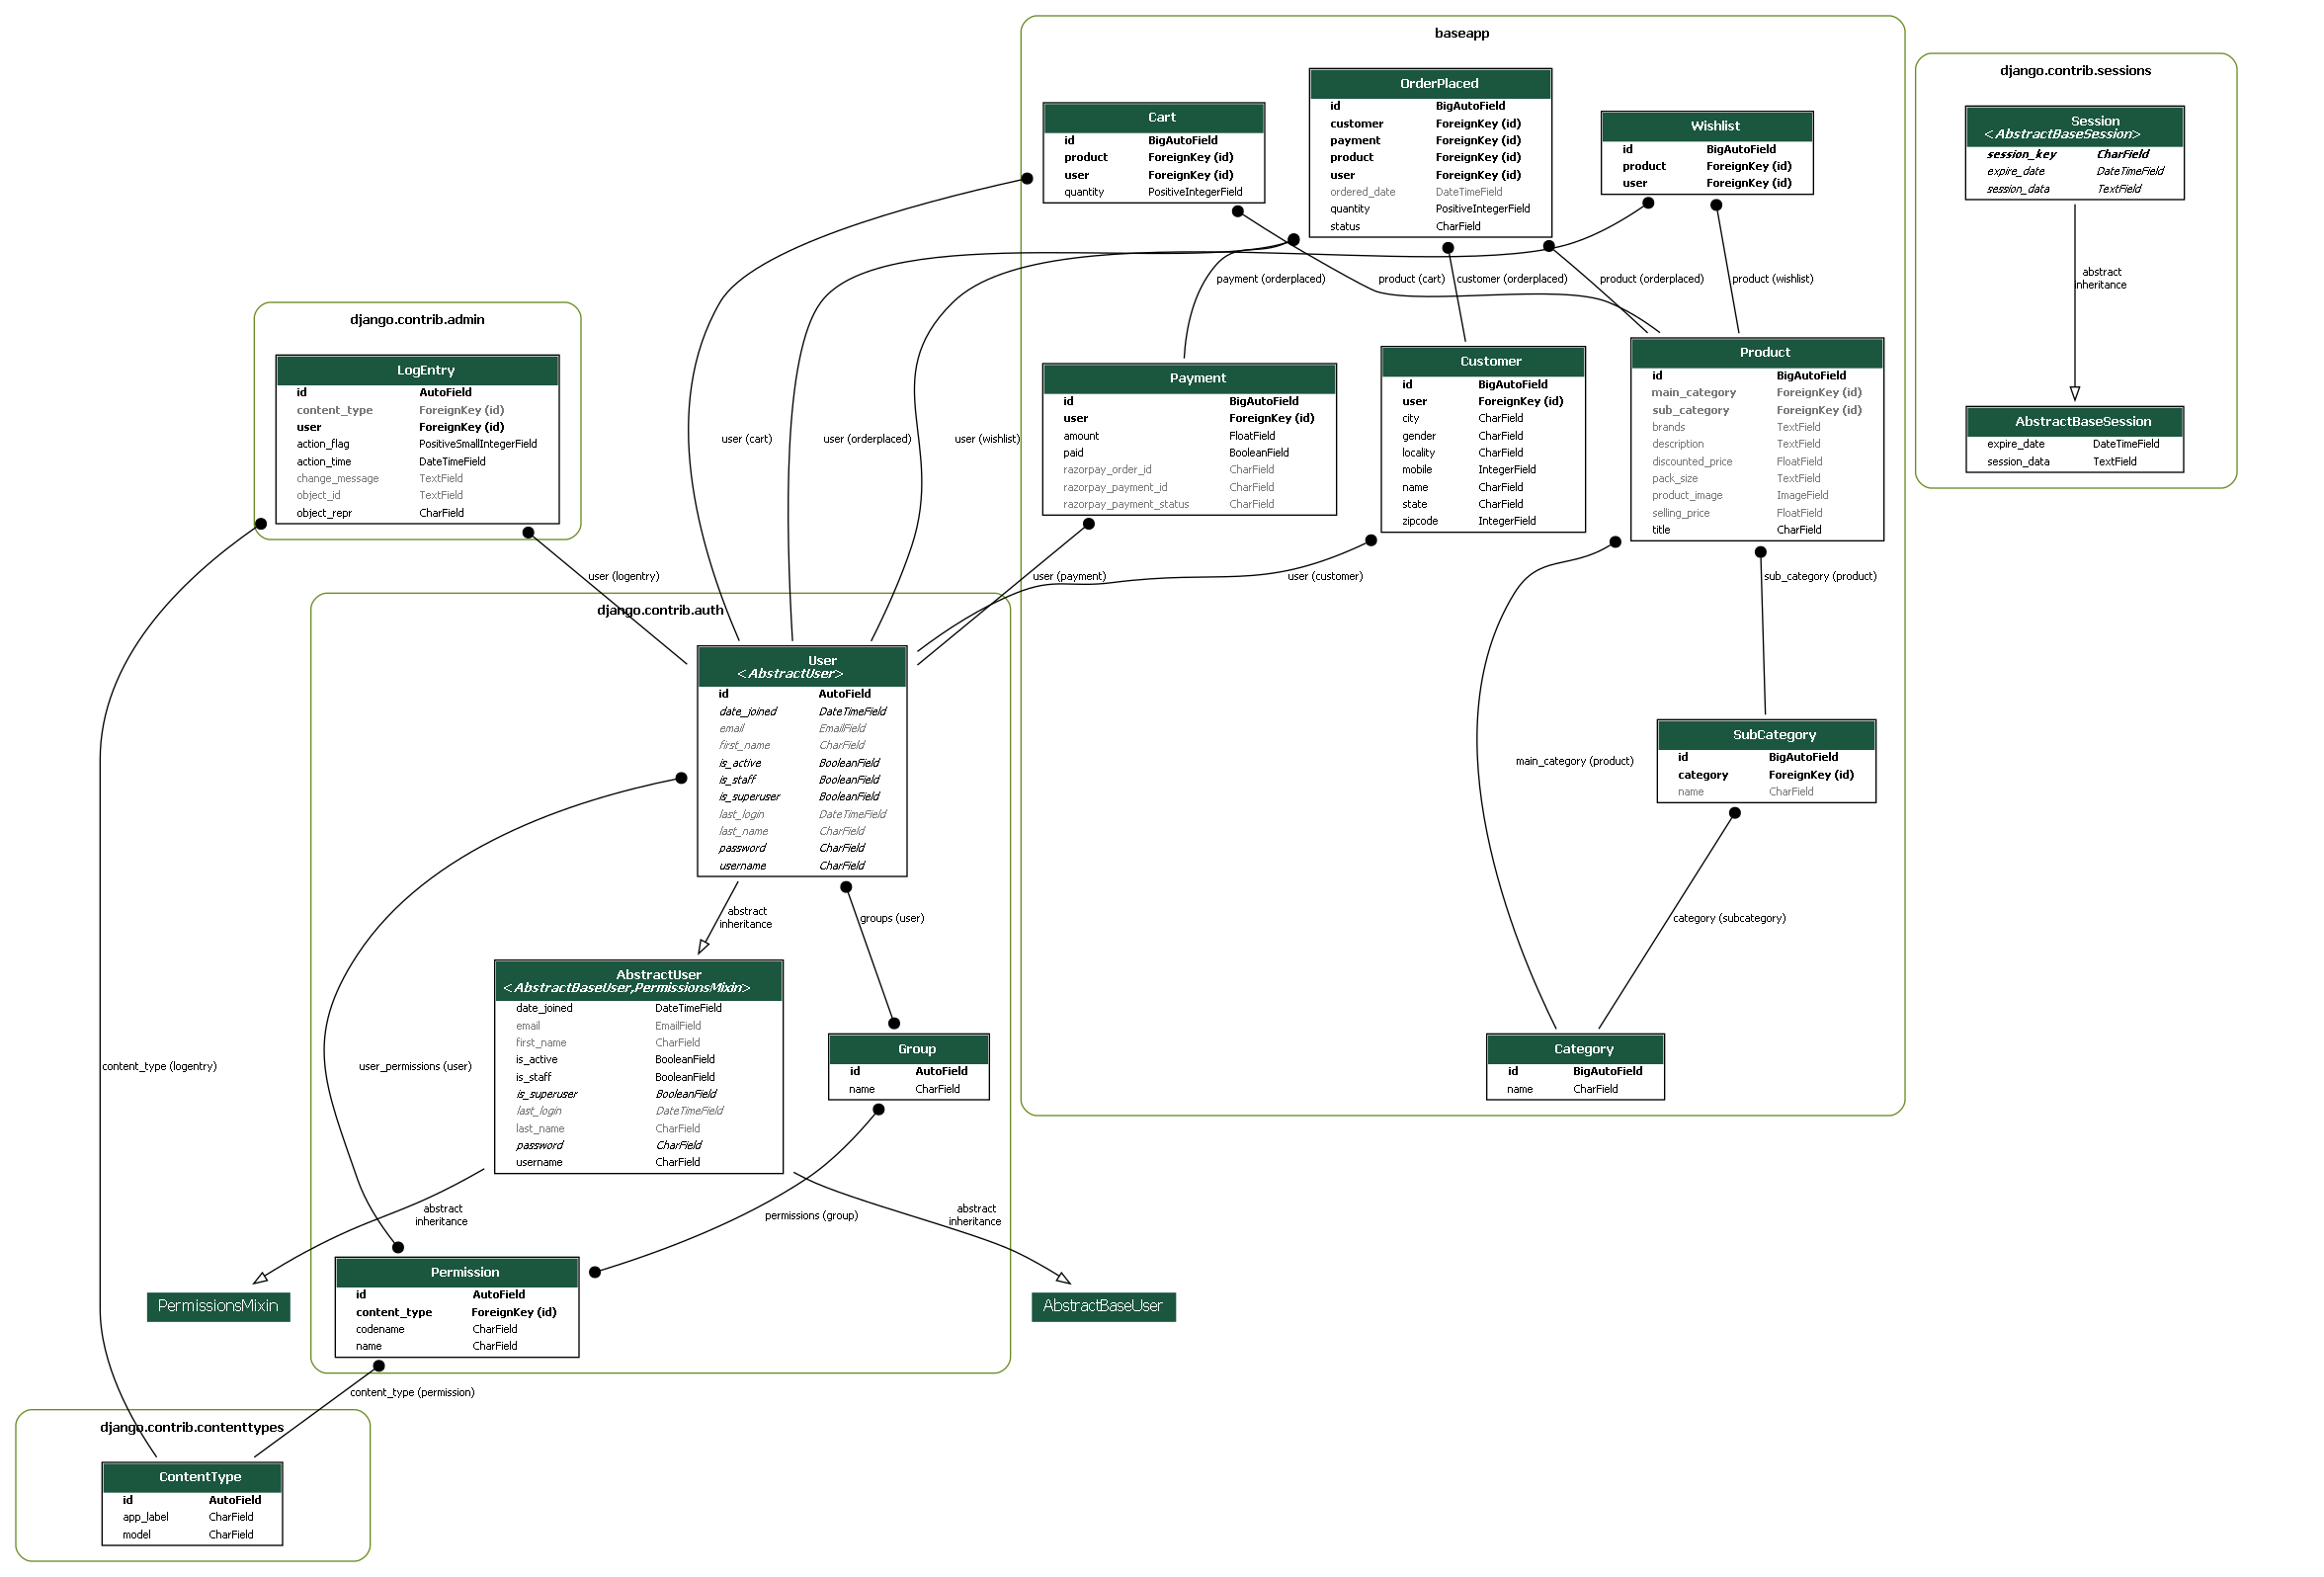 baseapp
OrderPlaced
id BigAutoField
customer ForeignKey (id)
payment ForeignKey (id)
product ForeignKey (id)
user ForeignKey (id)
ordered_date DateTimeField
quantity PositiveIntegerField
status CharField
Cart
id BigAutoField
product ForeignKey (id)
user ForeignKey (id)
quantity PositiveIntegerField
Wishlist
id BigAutoField
product ForeignKey (id)
user ForeignKey (id)
django.contrib.sessions
Session
<AbstractBaseSession>
session_key CharField
expire_date DateTimeField
session_data TextField
abstract
inheritance
AbstractBaseSession
expire_date DateTimeField
session_data TextField
payment (orderplaced)
product (cart)
customer (orderplaced)
product (orderplaced)
product (wishlist)
django.contrib.admin
LogEntry
id AutoField
content_type ForeignKey (id)
user ForeignKey (id)
action_flag PositiveSmallIntegerField
action_time DateTimeField
change_message TextField
object_id TextField
object_repr CharField
user (cart)
user (orderplaced)
user (wishlist)
Payment
id BigAutoField
user ForeignKey (id)
amount FloatField
paid BooleanField
razorpay_order_id CharField
razorpay_payment_id CharField
razorpay_payment_status CharField
Customer
id BigAutoField
user ForeignKey (id)
city CharField
gender CharField
locality CharField
mobile IntegerField
name CharField
state CharField
zipcode IntegerField
Product
id BigAutoField
main_category ForeignKey (id)
sub_category ForeignKey (id)
brands TextField
description TextField
discounted_price FloatField
pack_size TextField
product_image ImageField
selling_price FloatField
title CharField
user (logentry)
user (payment)
user (customer)
sub_category (product)
django.contrib.auth
User
<AbstractUser>
id AutoField
date_joined DateTimeField
email EmailField
first_name CharField
is_active BooleanField
is_staff BooleanField
is_superuser BooleanField
last_login DateTimeField
last_name CharField
password CharField
username CharField
main_category (product)
SubCategory
id BigAutoField
category ForeignKey (id)
name CharField
abstract
inheritance
groups (user)
category (subcategory)
AbstractUser
<AbstractBaseUser,PermissionsMixin>
date_joined DateTimeField
email EmailField
first_name CharField
is_active BooleanField
is_staff BooleanField
is_superuser BooleanField
last_login DateTimeField
last_name CharField
password CharField
username CharField
Group
id AutoField
name CharField
Category
id BigAutoField
name CharField
content_type (logentry)
user_permissions (user)
abstract
inheritance
permissions (group)
abstract
inheritance
PermissionsMixin
Permission
id AutoField
content_type ForeignKey (id)
codename CharField
name CharField
AbstractBaseUser
content_type (permission)
django.contrib.contenttypes
ContentType
id AutoField
app_label CharField
model CharField